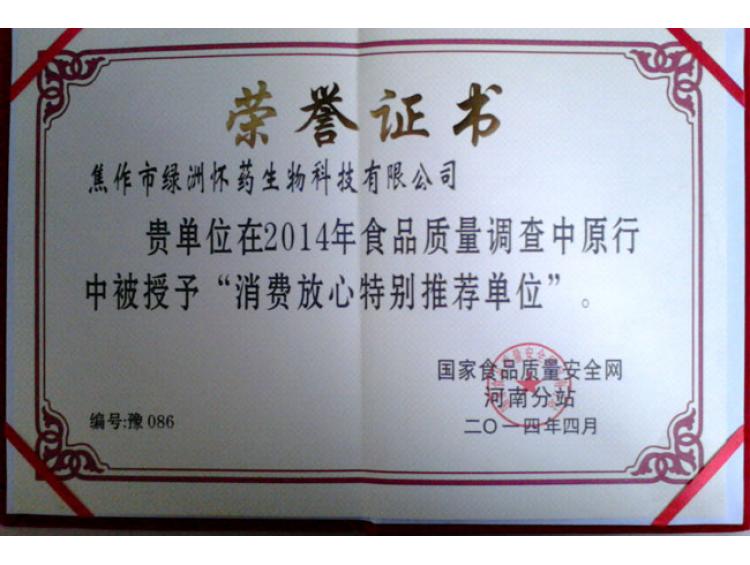 荣誉证书
焦作市绿洲怀药生物科技有限公司
贵单位在2014年食品质量调查中原行
中被授予“消费放心特别推荐单位”。
国家食品质量安全网
河南分站
编号:豫 086
二〇一四年四月